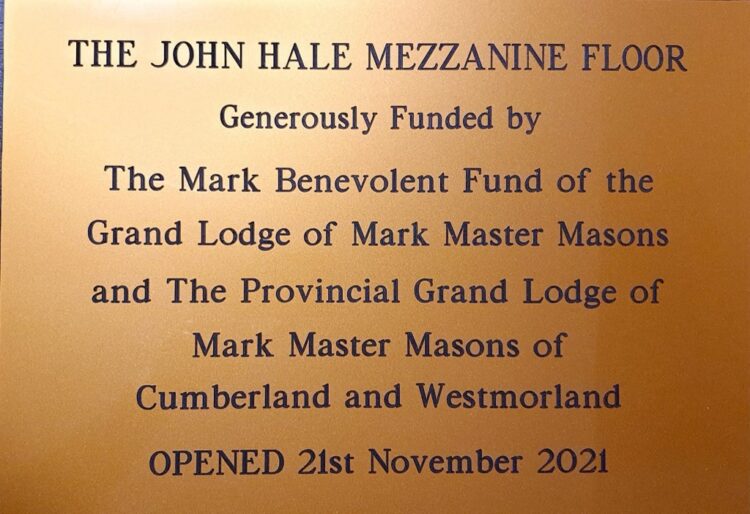 THE JOHN HALE MEZZANINE FLOOR
Generously Funded by
The Mark Benevolent Fund of the
Grand Lodge of Mark Master Masons
and The Provincial Grand Lodge of
Mark Master Masons of
Cumberland and Westmorland
OPENED 21st November 2021